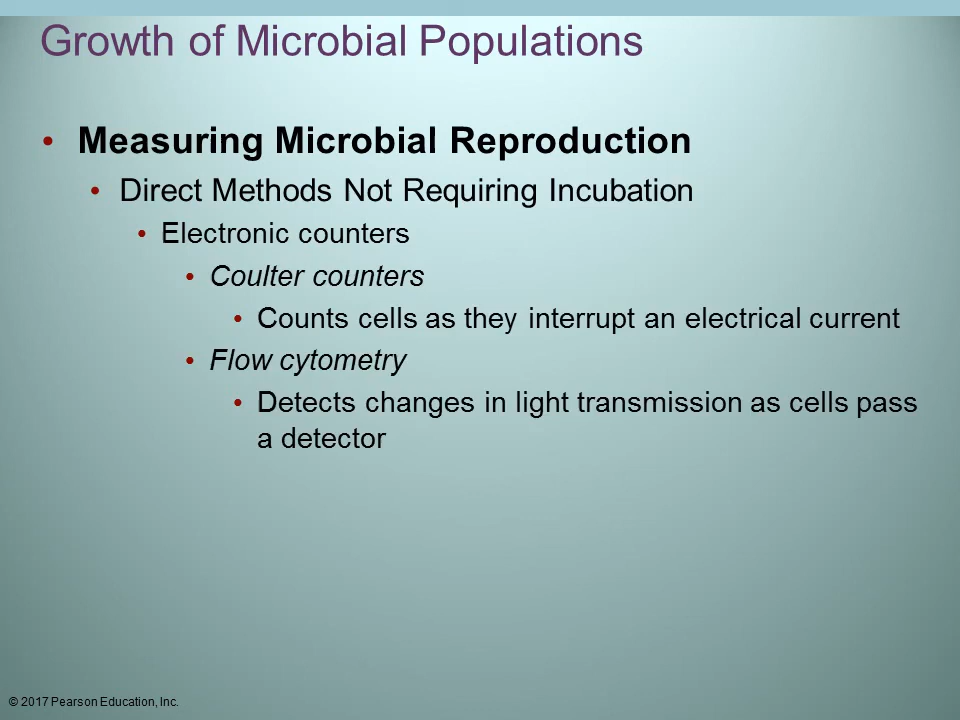 Growth of Microbial Populations
• Measuring Microbial Reproduction
• Direct Methods Not Requiring Incubation
• Electronic counters
• Coulter counters
• Counts cells as they interrupt an electrical current
• Flow cytometry
• Detects changes in light transmission as cells pass
a detector
© 2017 Pearson Education, Inc.